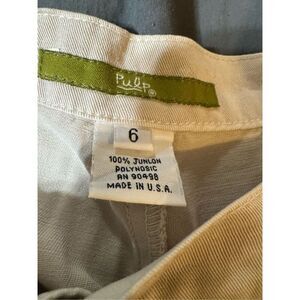 Pulp®
6
100% JUNLON
POLYNOSIC
RN 90498
MADE IN U.S.A.